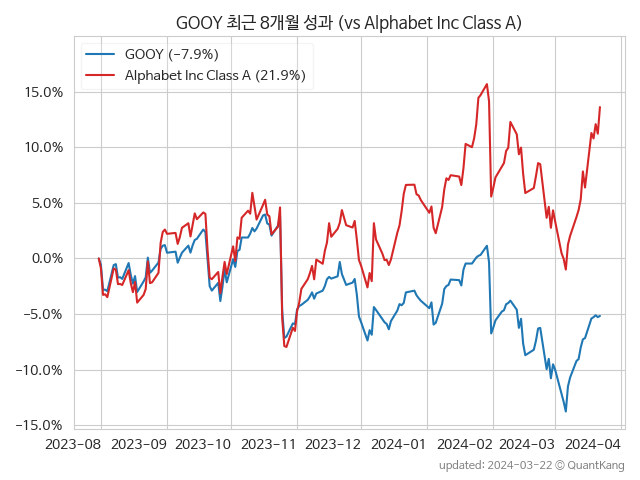 GOOY 최근 8개월 성과 (vs Alphabet Inc Class A)
GOOY (-7.9%)
Alphabet Inc Class A (21.9%)
15.0%
10.0%
5.0%
0.0%
-5.0%
-10.0%
-15.0%
2023-08 2023-09 2023-10 2023-11 2023-12 2024-01 2024-02 2024-03 2024-04
updated: 2024-03-22 © QuantKang